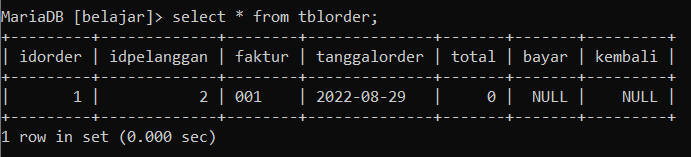 MariaDB [belajar]> select * from tblorder;
+---------+-------------+--------+--------------+-------+-------+---------+
| idorder | idpelanggan | faktur | tanggalorder | total | bayar | kembali |
+---------+-------------+--------+--------------+-------+-------+---------+
|       1 |           2 | 001    | 2022-08-29   |     0 |  NULL |    NULL |
+---------+-------------+--------+--------------+-------+-------+---------+
1 row in set (0.000 sec)